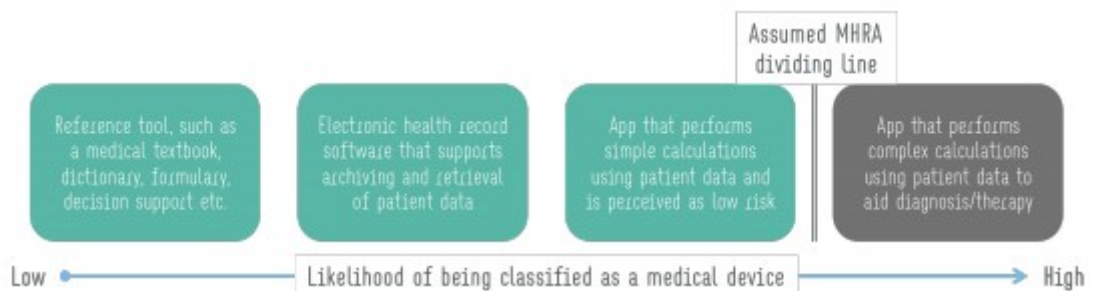 Assumed MHRA
dividing line
Reference tool, such as
a medical textbook,
dictionary, formulary,
decision support etc.
Electronic health record
software that supports
archiving and retrieval
of patient data
App that performs
simple calculations
using patient data and
is perceived as low risk
App that performs
complex calculations
using patient data to
aid diagnosis/therapy
Low
Likelihood of being classified as a medical device
High